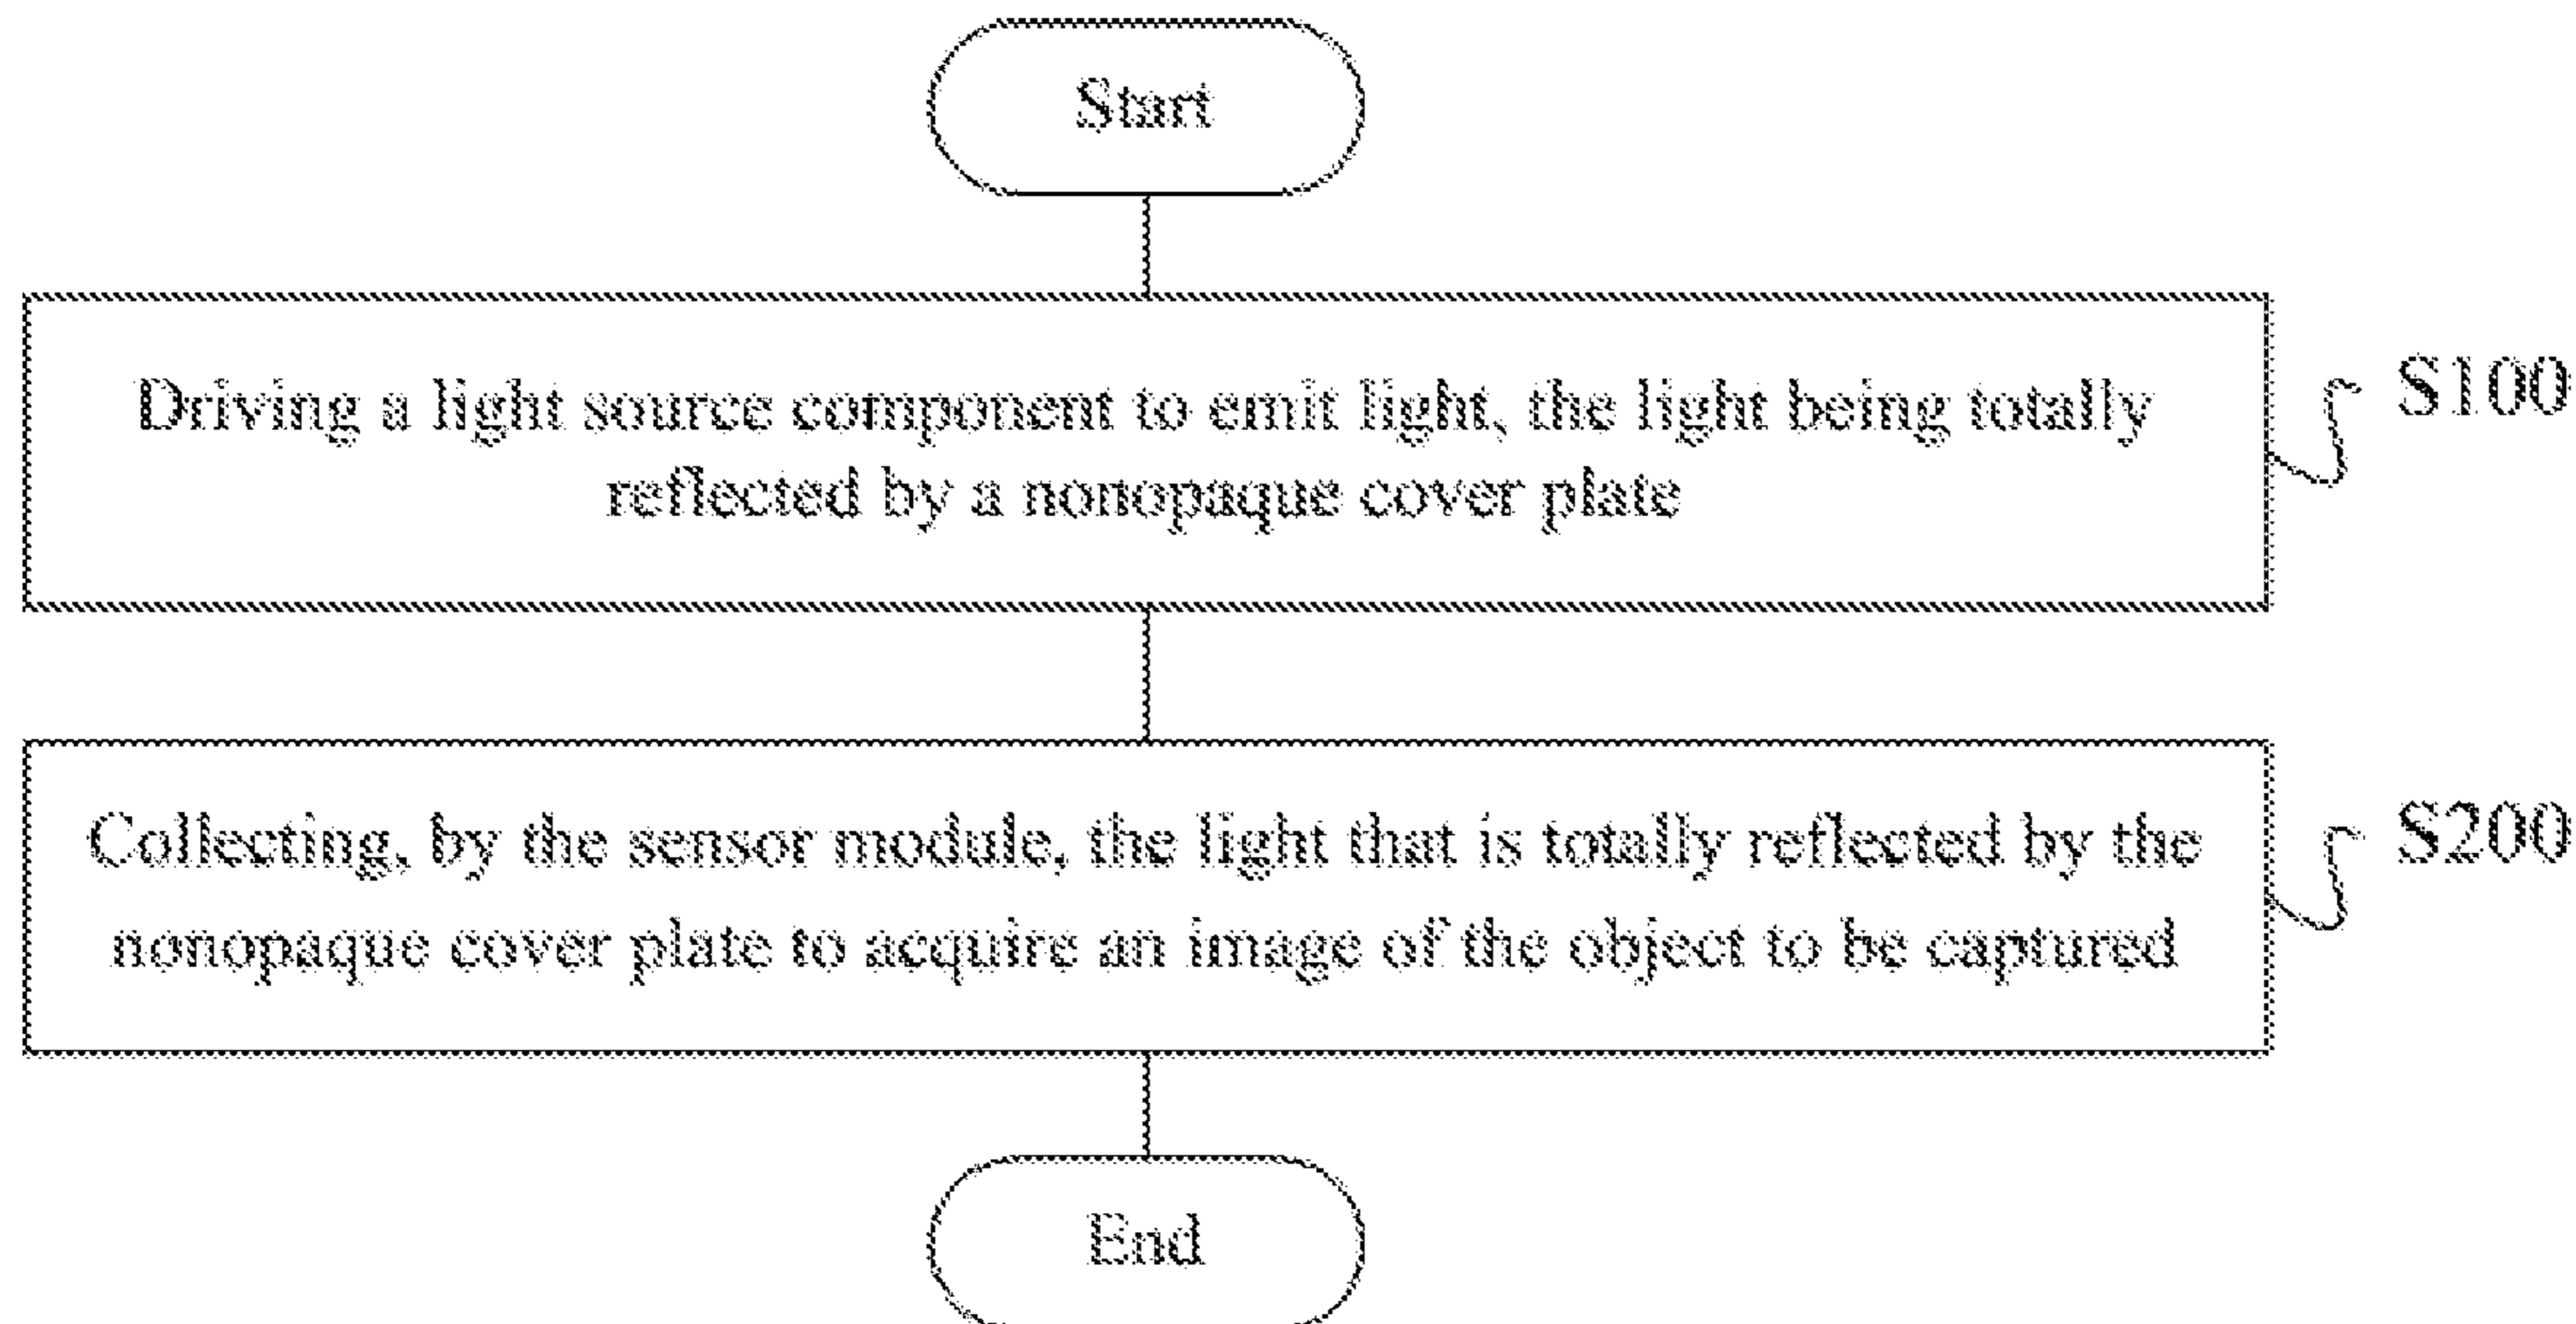 Start
Driving a light source component to emit light, the light being totally
reflected by a nonopaque cover plate
S100
Collecting, by the sensor module, the light that is totally reflected by the
nonopaque cover plate to acquire an image of the object to be captured
S200
End